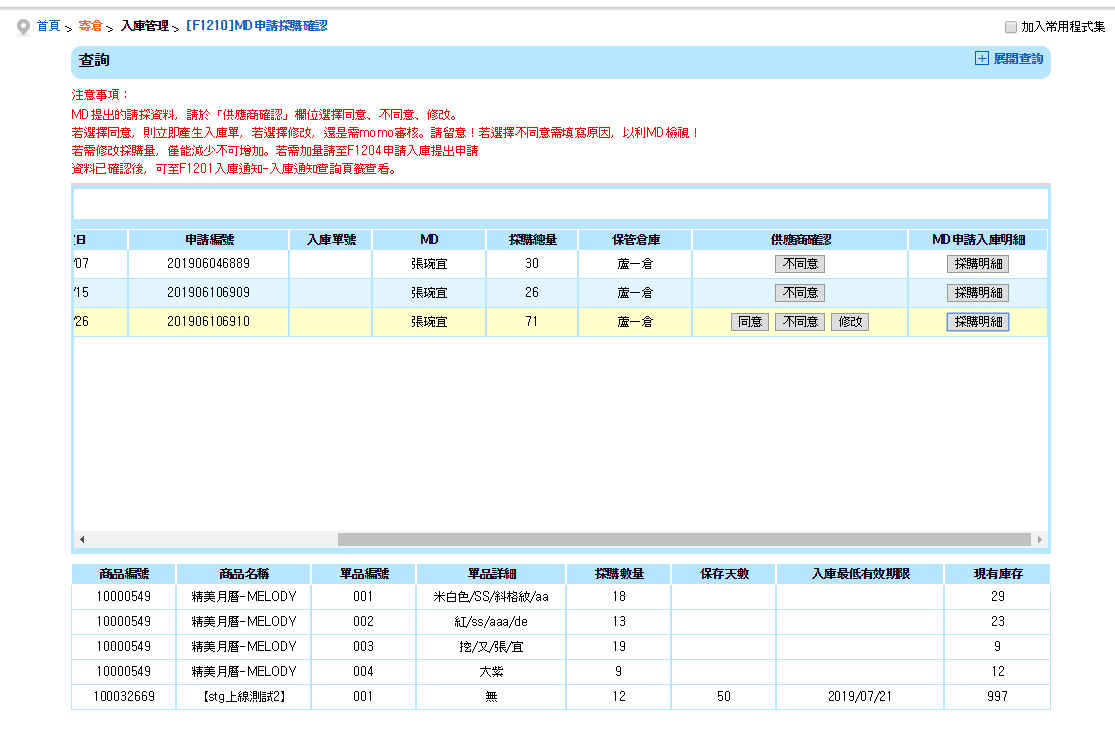 首頁 > 寄倉 > 入庫管理 > [F1210]MD申請採購確認
加入常用程式集
查詢
展開查詢
注意事項：
MD提出的請採資料，請於「供應商確認」欄位選擇同意、不同意、修改。
若選擇同意，則立即產生入庫單，若選擇修改，還是需momo審核。請留意！若選擇不同意需填寫原因，以利MD檢視！
若需修改採購量，僅能減少不可增加。若需加量請至F1204申請入庫提出申請
資料已確認後，可至F1201入庫通知-入庫通知查詢頁籤查看。
日 申請編號 入庫單號 MD 採購總量 保管倉庫 供應商確認 MD申請入庫明細
/07 201906046889 張琬宜 30 蘆一倉 不同意 採購明細
/15 201906106909 張琬宜 26 蘆一倉 不同意 採購明細
/26 201906106910 張琬宜 71 蘆一倉 同意 不同意 修改 採購明細
商品編號 商品名稱 單品編號 單品詳細 採購數量 保存天數 入庫最低有效期限 現有庫存
10000549 精美月曆-MELODY 001 米白色/SS/斜格紋/aa 18 29
10000549 精美月曆-MELODY 002 紅/ss/aaa/de 13 23
10000549 精美月曆-MELODY 003 挖/又/張/宜 19 9
10000549 精美月曆-MELODY 004 大紫 9 12
100032669 【stg上線測試2】 001 無 12 50 2019/07/21 997